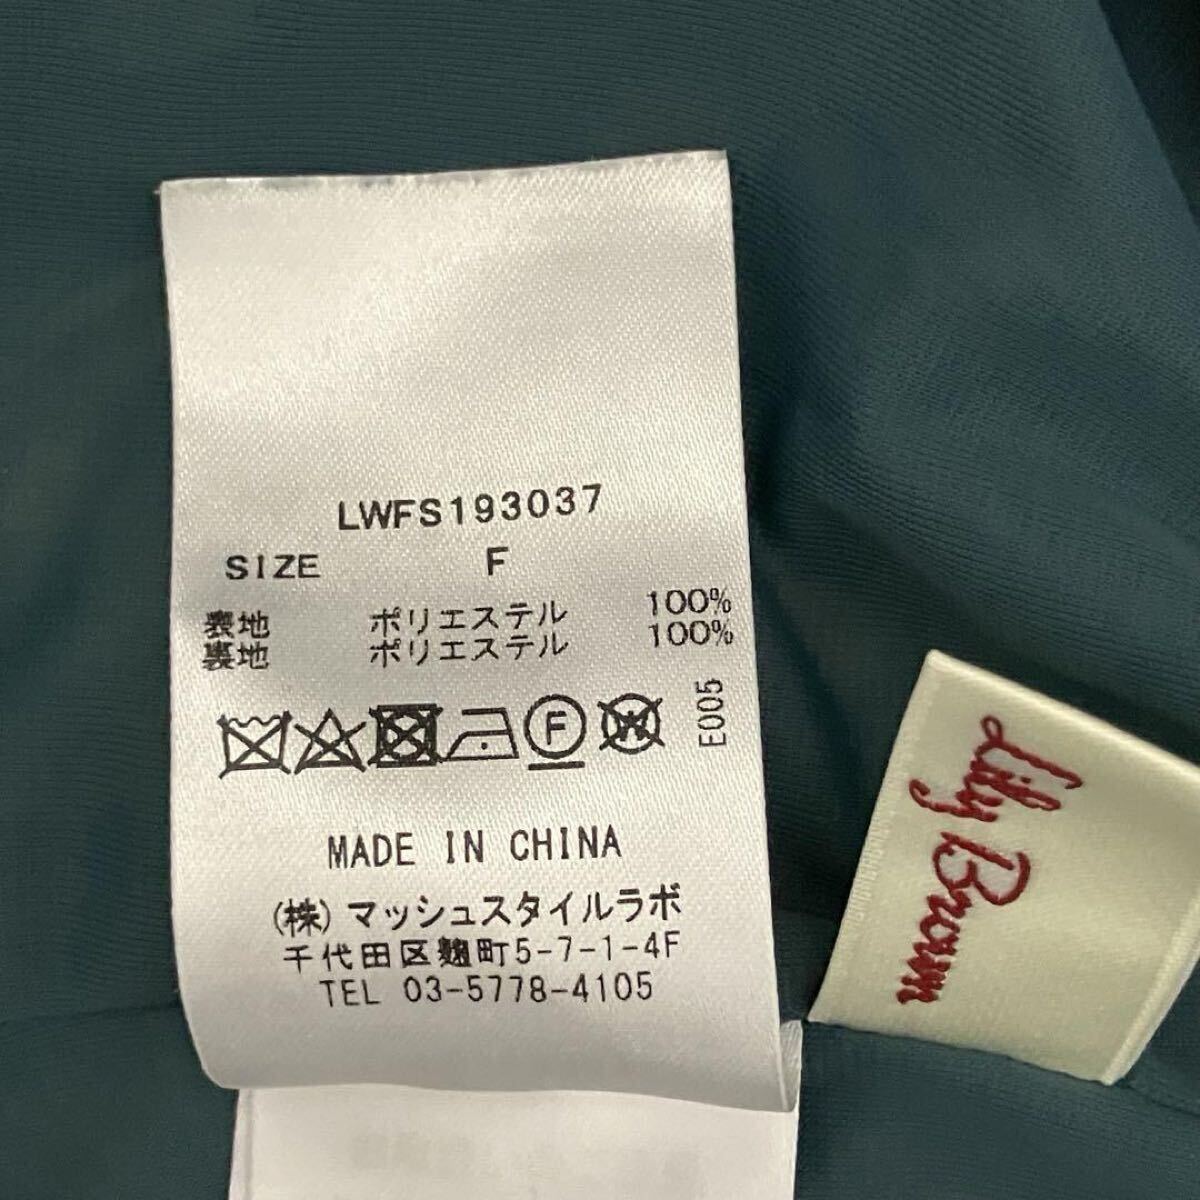 LWFS193037
SIZE F
表地 ポリエステル 100%
裏地 ポリエステル 100%
F
W
E005
MADE IN CHINA
(株)マッシュスタイルラボ
千代田区麹町5-7-1-4F
TEL 03-5778-4105
Lily Brown